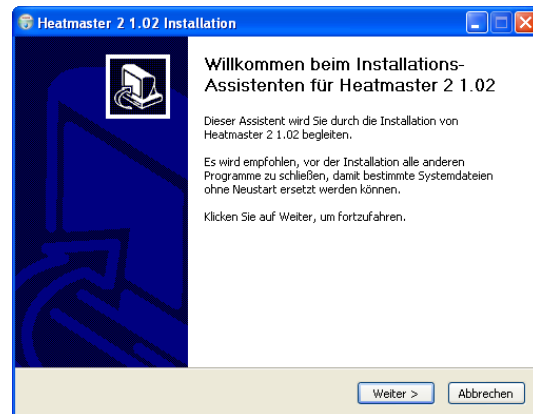 Heatmaster 2 1.02 Installation
Willkommen beim Installations-
Assistenten für Heatmaster 2 1.02
Dieser Assistent wird Sie durch die Installation von
Heatmaster 2 1.02 begleiten.
Es wird empfohlen, vor der Installation alle anderen
Programme zu schließen, damit bestimmte Systemdateien
ohne Neustart ersetzt werden können.
Klicken Sie auf Weiter, um fortzufahren.
Weiter >
Abbrechen